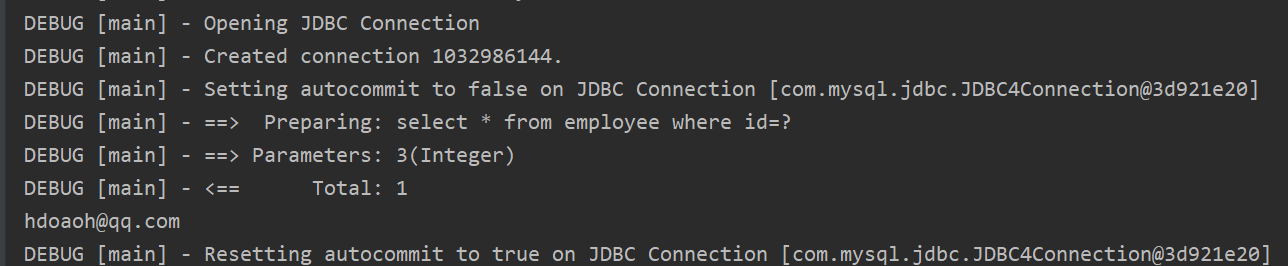 DEBUG [main] - Opening JDBC Connection
DEBUG [main] - Created connection 1032986144.
DEBUG [main] - Setting autocommit to false on JDBC Connection [com.mysql.jdbc.JDBC4Connection@3d921e20]
DEBUG [main] - ==>  Preparing: select * from employee where id=?
DEBUG [main] - ==> Parameters: 3(Integer)
DEBUG [main] - <==      Total: 1
hdoaoh@qq.com
DEBUG [main] - Resetting autocommit to true on JDBC Connection [com.mysql.jdbc.JDBC4Connection@3d921e20]